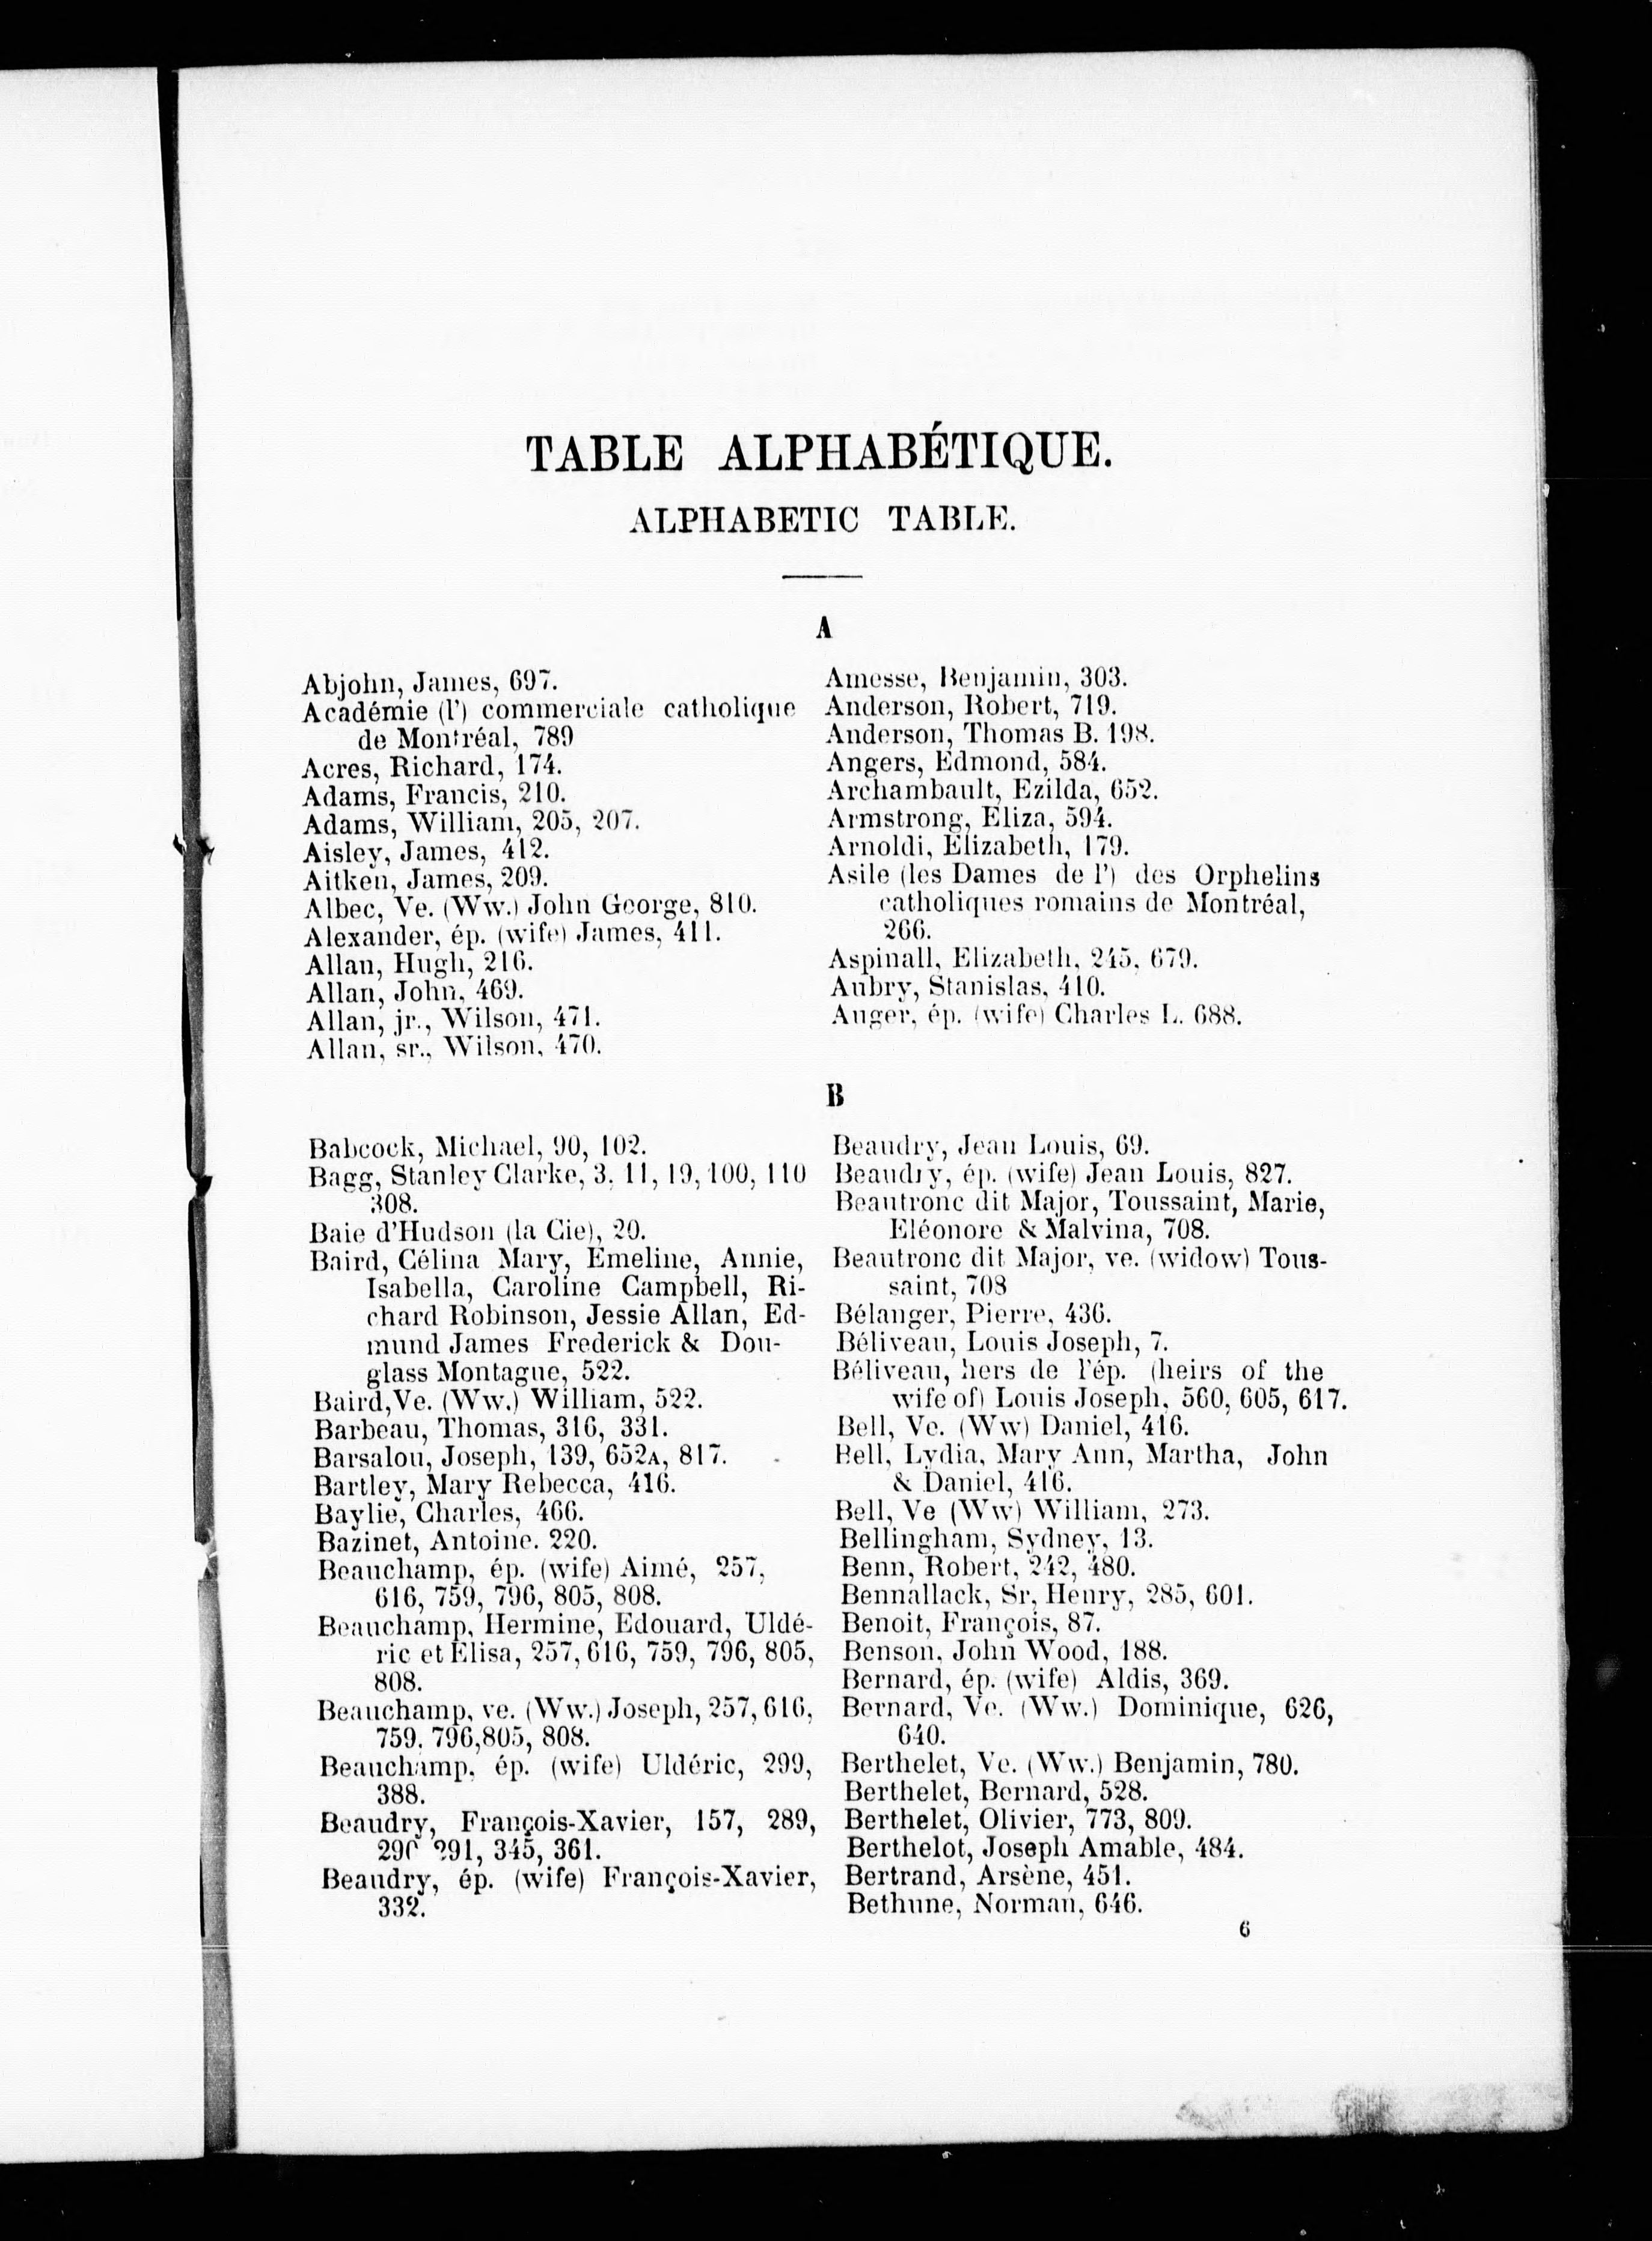 TABLE ALPHABÉTIQUE.
ALPHABETIC TABLE.
A
Abjohn, James, 697.
Académie (l') commerciale catholique
de Montréal, 789
Acres, Richard, 174.
Adams, Francis, 210.
Adams, William, 205, 207.
Aisley, James, 412.
Aitken, James, 209.
Albec, Ve. (Ww.) John George, 810.
Alexander, ép. (wife) James, 411.
Allan, Hugh, 216.
Allan, John, 469.
Allan, jr., Wilson, 471.
Allan, sr., Wilson, 470.
Amesse, Benjamin, 303.
Anderson, Robert, 719.
Anderson, Thomas B. 198.
Angers, Edmond, 584.
Archambault, Ezilda, 652.
Armstrong, Eliza, 594.
Arnoldi, Elizabeth, 179.
Asile (les Dames de l') des Orphelins
catholiques romains de Montréal,
266.
Aspinall, Elizabeth, 245, 679.
Aubry, Stanislas, 410.
Auger, ép. (wife) Charles L. 688.
B
Babcock, Michael, 90, 102.
Bagg, Stanley Clarke, 3, 11, 19, 100, 110
308.
Baie d'Hudson (la Cie), 20.
Baird, Célina Mary, Emeline, Annie,
Isabella, Caroline Campbell, Ri-
chard Robinson, Jessie Allan, Ed-
mund James Frederick & Dou-
glass Montague, 522.
Baird, Ve. (Ww.) William, 522.
Barbeau, Thomas, 316, 331.
Barsalou, Joseph, 139, 652A, 817.
Bartley, Mary Rebecca, 416.
Baylie, Charles, 466.
Bazinet, Antoine. 220.
Beauchamp, ép. (wife) Aimé, 257,
616, 759, 796, 805, 808.
Beauchamp, Hermine, Edouard, Uldé-
ric et Elisa, 257, 616, 759, 796, 805,
808.
Beauchamp, ve. (Ww.) Joseph, 257, 616,
759. 796,805, 808.
Beauchamp, ép. (wife) Uldéric, 299,
388.
Beaudry, François-Xavier, 157, 289,
291, 345, 361.
Beaudry, ép. (wife) François-Xavier,
332.
Beaudry, Jean Louis, 69.
Beaudry, ép. (wife) Jean Louis, 827.
Beautronc dit Major, Toussaint, Marie,
Eléonore & Malvina, 708.
Beautronc dit Major, ve. (widow) Tous-
saint, 708
Bélanger, Pierre, 436.
Béliveau, Louis Joseph, 7.
Béliveau, hers de l'ép. (heirs of the
wife of) Louis Joseph, 560, 605, 617.
Bell, Ve. (Ww) Daniel, 416.
Bell, Lydia, Mary Ann, Martha, John
& Daniel, 416.
Bell, Ve (Ww) William, 273.
Bellingham, Sydney, 13.
Benn, Robert, 242, 480.
Bennallack, Sr, Henry, 285, 601.
Benoit, François, 87.
Benson, John Wood, 188.
Bernard, ép. (wife) Aldis, 369.
Bernard, Ve. (Ww.) Dominique, 626,
640.
Berthelet, Ve. (Ww.) Benjamin, 780.
Berthelet, Bernard, 528.
Berthelet, Olivier, 773, 809.
Berthelot, Joseph Amable, 484.
Bertrand, Arsène, 451.
Bethune, Norman, 646.
6